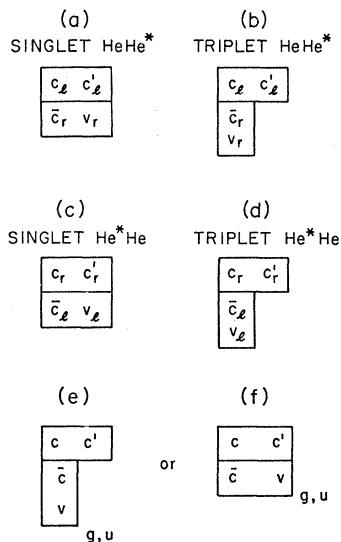 (a) (b)
SINGLET HeHe* TRIPLET HeHe*
cℓ c'ℓ cℓ c'ℓ
c̄r vr c̄r
vr
(c) (d)
SINGLET He*He TRIPLET He*He
cr c'r cr c'r
c̄ℓ vℓ c̄ℓ
vℓ
(e) (f)
c c' or c c'
c̄ c̄ v
v
g,u g,u